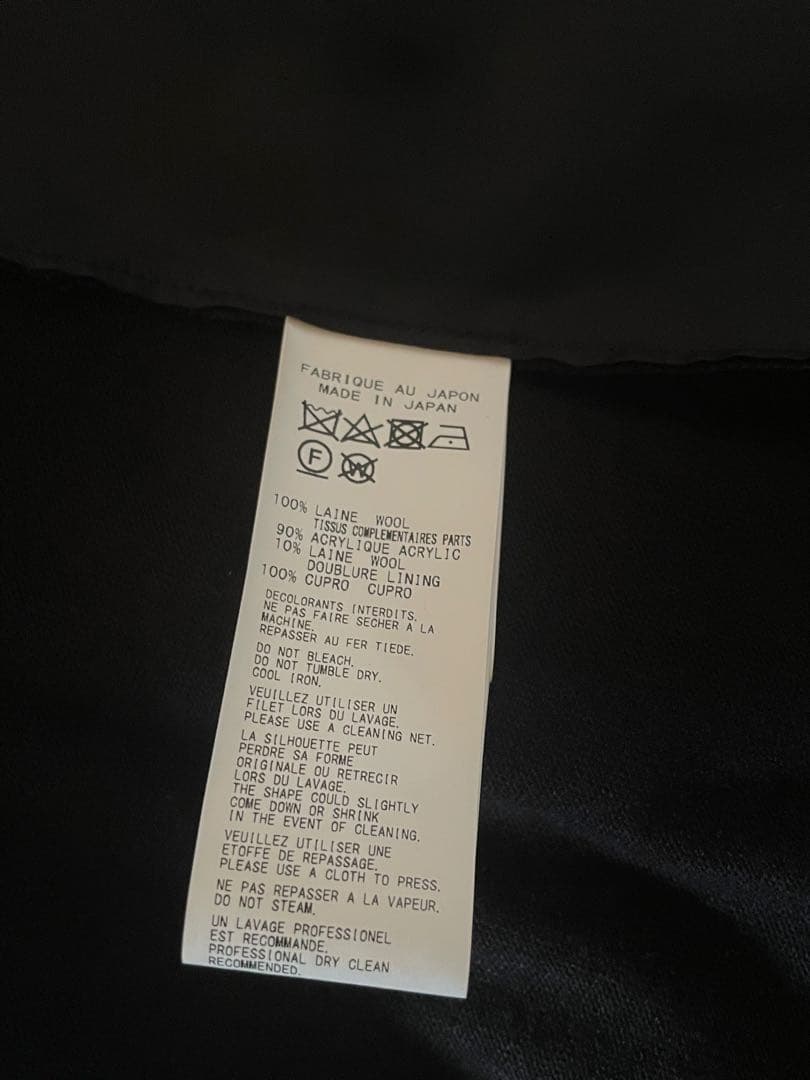 FABRIQUE AU JAPON
MADE IN JAPAN
F
W
100% LAINE WOOL
TISSUS COMPLEMENTAIRES PARTS
90% ACRYLIQUE ACRYLIC
10% LAINE WOOL
DOUBLURE LINING
100% CUPRO CUPRO
DECOLORANTS INTERDITS.
NE PAS FAIRE SECHER A LA
MACHINE.
REPASSER AU FER TIEDE.
DO NOT BLEACH.
DO NOT TUMBLE DRY.
COOL IRON.
VEUILLEZ UTILISER UN
FILET LORS DU LAVAGE.
PLEASE USE A CLEANING NET.
LA SILHOUETTE PEUT
PERDRE SA FORME
ORIGINALE OU RETRECIR
LORS DU LAVAGE.
THE SHAPE COULD SLIGHTLY
COME DOWN OR SHRINK
IN THE EVENT OF CLEANING.
VEUILLEZ UTILISER UNE
ETOFFE DE REPASSAGE.
PLEASE USE A CLOTH TO PRESS.
NE PAS REPASSER A LA VAPEUR.
DO NOT STEAM.
UN LAVAGE PROFESSIONEL
EST RECOMMANDE.
PROFESSIONAL DRY CLEAN
RECOMMENDED.